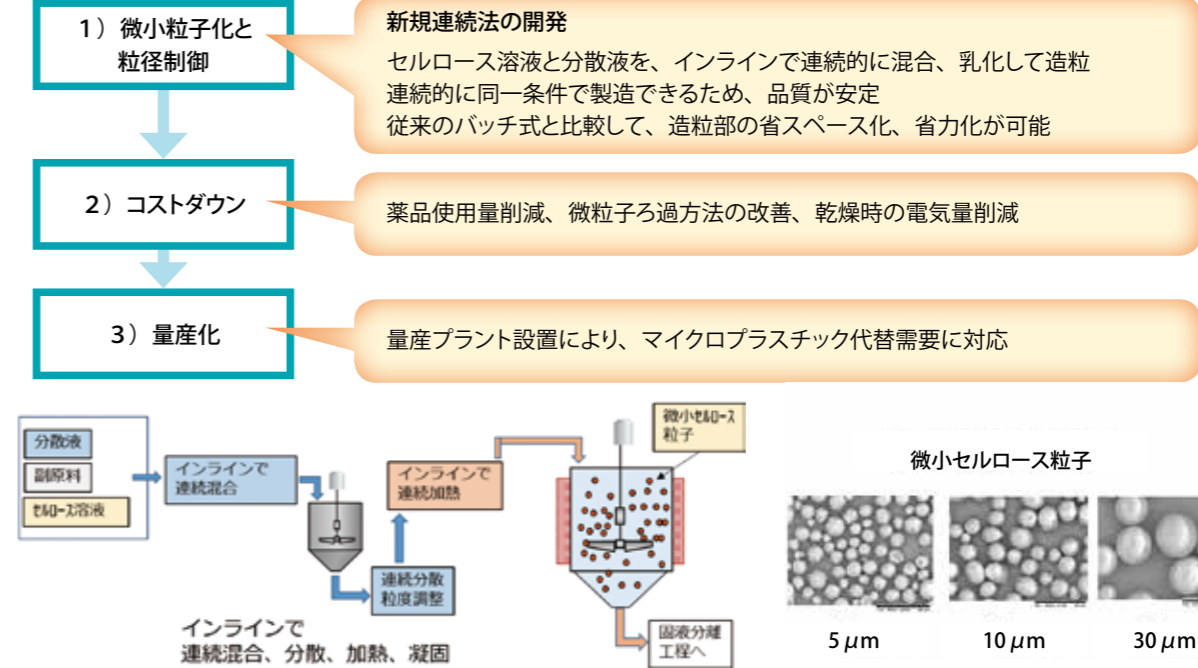 1）微小粒子化と
粒径制御
新規連続法の開発
セルロース溶液と分散液を、インラインで連続的に混合、乳化して造粒
連続的に同一条件で製造できるため、品質が安定
従来のバッチ式と比較して、造粒部の省スペース化、省力化が可能
2）コストダウン
薬品使用量削減、微粒子ろ過方法の改善、乾燥時の電気量削減
3）量産化
量産プラント設置により、マイクロプラスチック代替需要に対応
分散液
副原料
ｾﾙﾛｰｽ溶液
インラインで
連続混合
連続分散
粒度調整
インラインで
連続加熱
微小ｾﾙﾛｰｽ
粒子
固液分離
工程へ
インラインで
連続混合、分散、加熱、凝固
微小セルロース粒子
5 μm
10 μm
30 μm